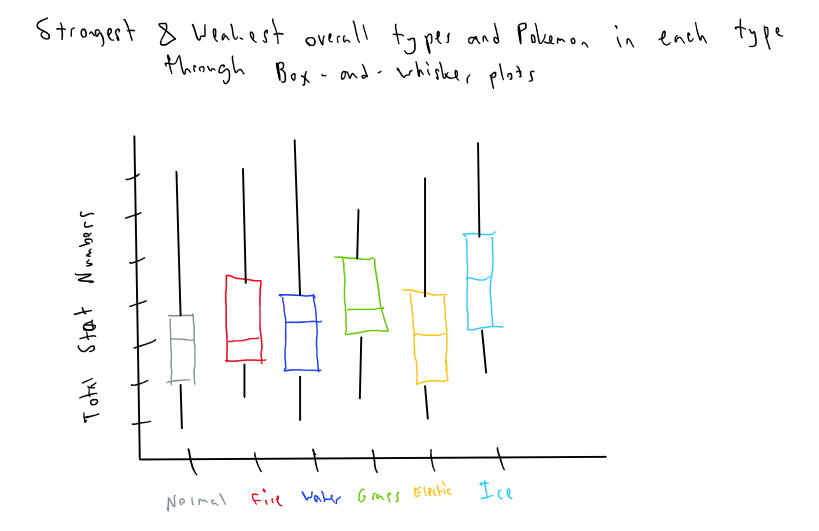 Strongest & Weakest overall types and Pokemon in each type
through Box-and-whisker plots
Total Stat Numbers
Normal Fire Water Grass Electric Ice